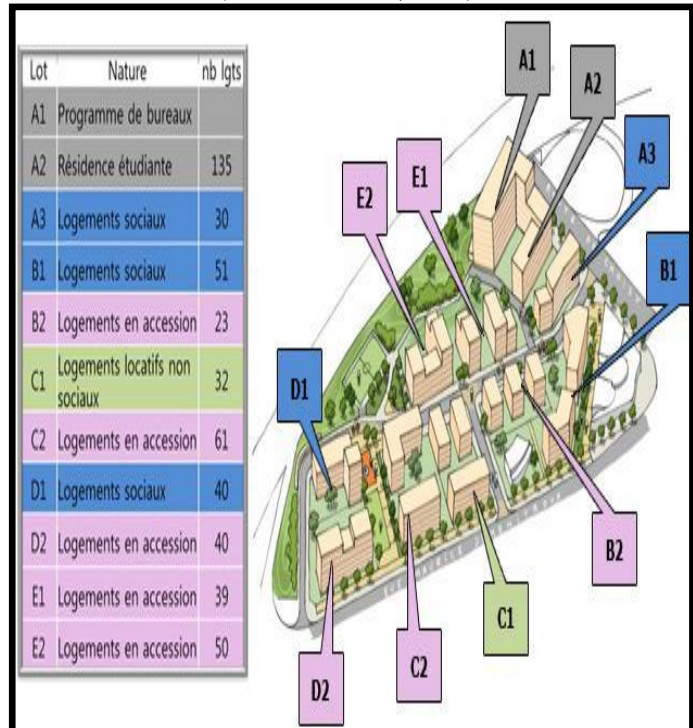 Lot Nature nb lgts
A1 Programme de bureaux
A2 Résidence étudiante 135
A3 Logements sociaux 30
B1 Logements sociaux 51
B2 Logements en accession 23
C1 Logements locatifs non sociaux 32
C2 Logements en accession 61
D1 Logements sociaux 40
D2 Logements en accession 40
E1 Logements en accession 39
E2 Logements en accession 50
A1
A2
A3
E1
E2
B1
D1
B2
C1
C2
D2